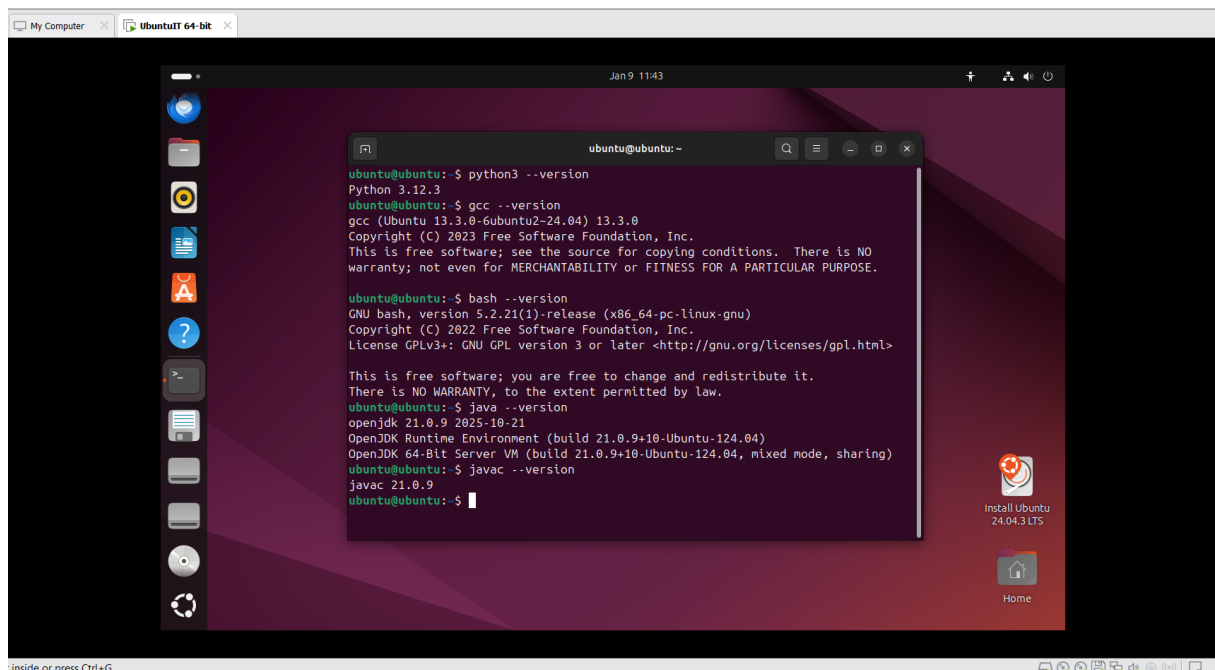 My Computer
UbuntuIT 64-bit
Jan 9 11:43
ubuntu@ubuntu: ~
ubuntu@ubuntu:~$ python3 --version
Python 3.12.3
ubuntu@ubuntu:~$ gcc --version
gcc (Ubuntu 13.3.0-6ubuntu2~24.04) 13.3.0
Copyright (C) 2023 Free Software Foundation, Inc.
This is free software; see the source for copying conditions.  There is NO
warranty; not even for MERCHANTABILITY or FITNESS FOR A PARTICULAR PURPOSE.
ubuntu@ubuntu:~$ bash --version
GNU bash, version 5.2.21(1)-release (x86_64-pc-linux-gnu)
Copyright (C) 2022 Free Software Foundation, Inc.
License GPLv3+: GNU GPL version 3 or later <http://gnu.org/licenses/gpl.html>
This is free software; you are free to change and redistribute it.
There is NO WARRANTY, to the extent permitted by law.
ubuntu@ubuntu:~$ java --version
openjdk 21.0.9 2025-10-21
OpenJDK Runtime Environment (build 21.0.9+10-Ubuntu-124.04)
OpenJDK 64-Bit Server VM (build 21.0.9+10-Ubuntu-124.04, mixed mode, sharing)
ubuntu@ubuntu:~$ javac --version
javac 21.0.9
ubuntu@ubuntu:~$
Install Ubuntu
24.04.3 LTS
Home
inside or press Ctrl+G